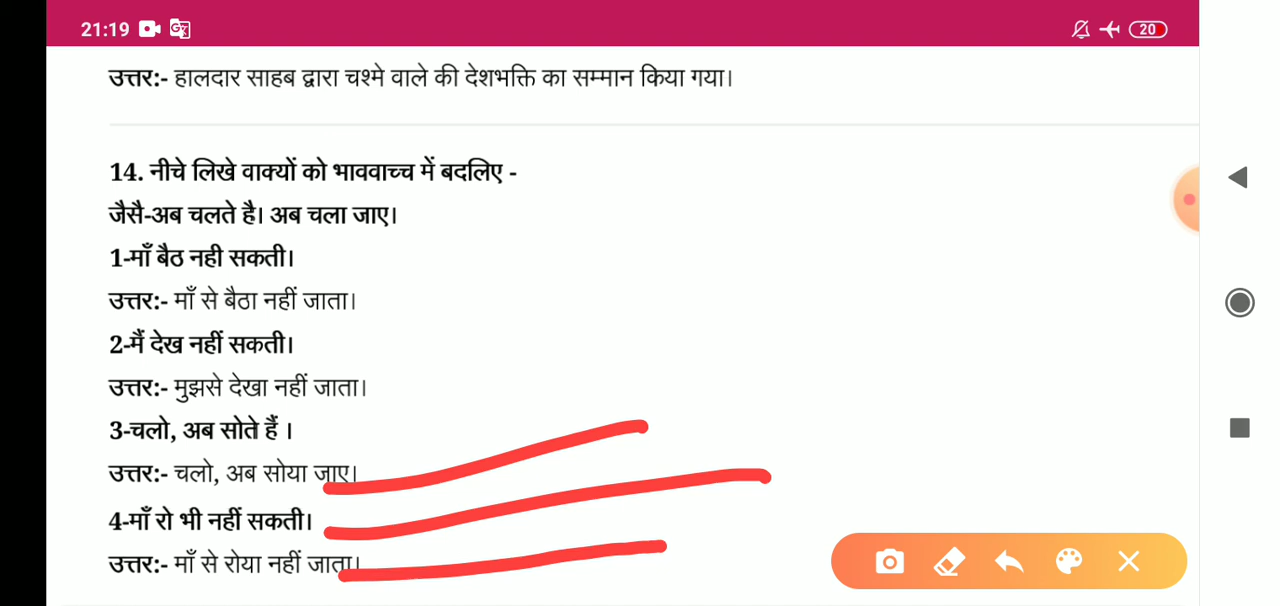 21:19
20
उत्तर:- हालदार साहब द्वारा चश्मे वाले की देशभक्ति का सम्मान किया गया।
14. नीचे लिखे वाक्यों को भाववाच्च में बदलिए -
जैसै-अब चलते है। अब चला जाए।
1-माँ बैठ नही सकती।
उत्तर:- माँ से बैठा नहीं जाता।
2-मैं देख नहीं सकती।
उत्तर:- मुझसे देखा नहीं जाता।
3-चलो, अब सोते हैं ।
उत्तर:- चलो, अब सोया जाए।
4-माँ रो भी नहीं सकती।
उत्तर:- माँ से रोया नहीं जाता।